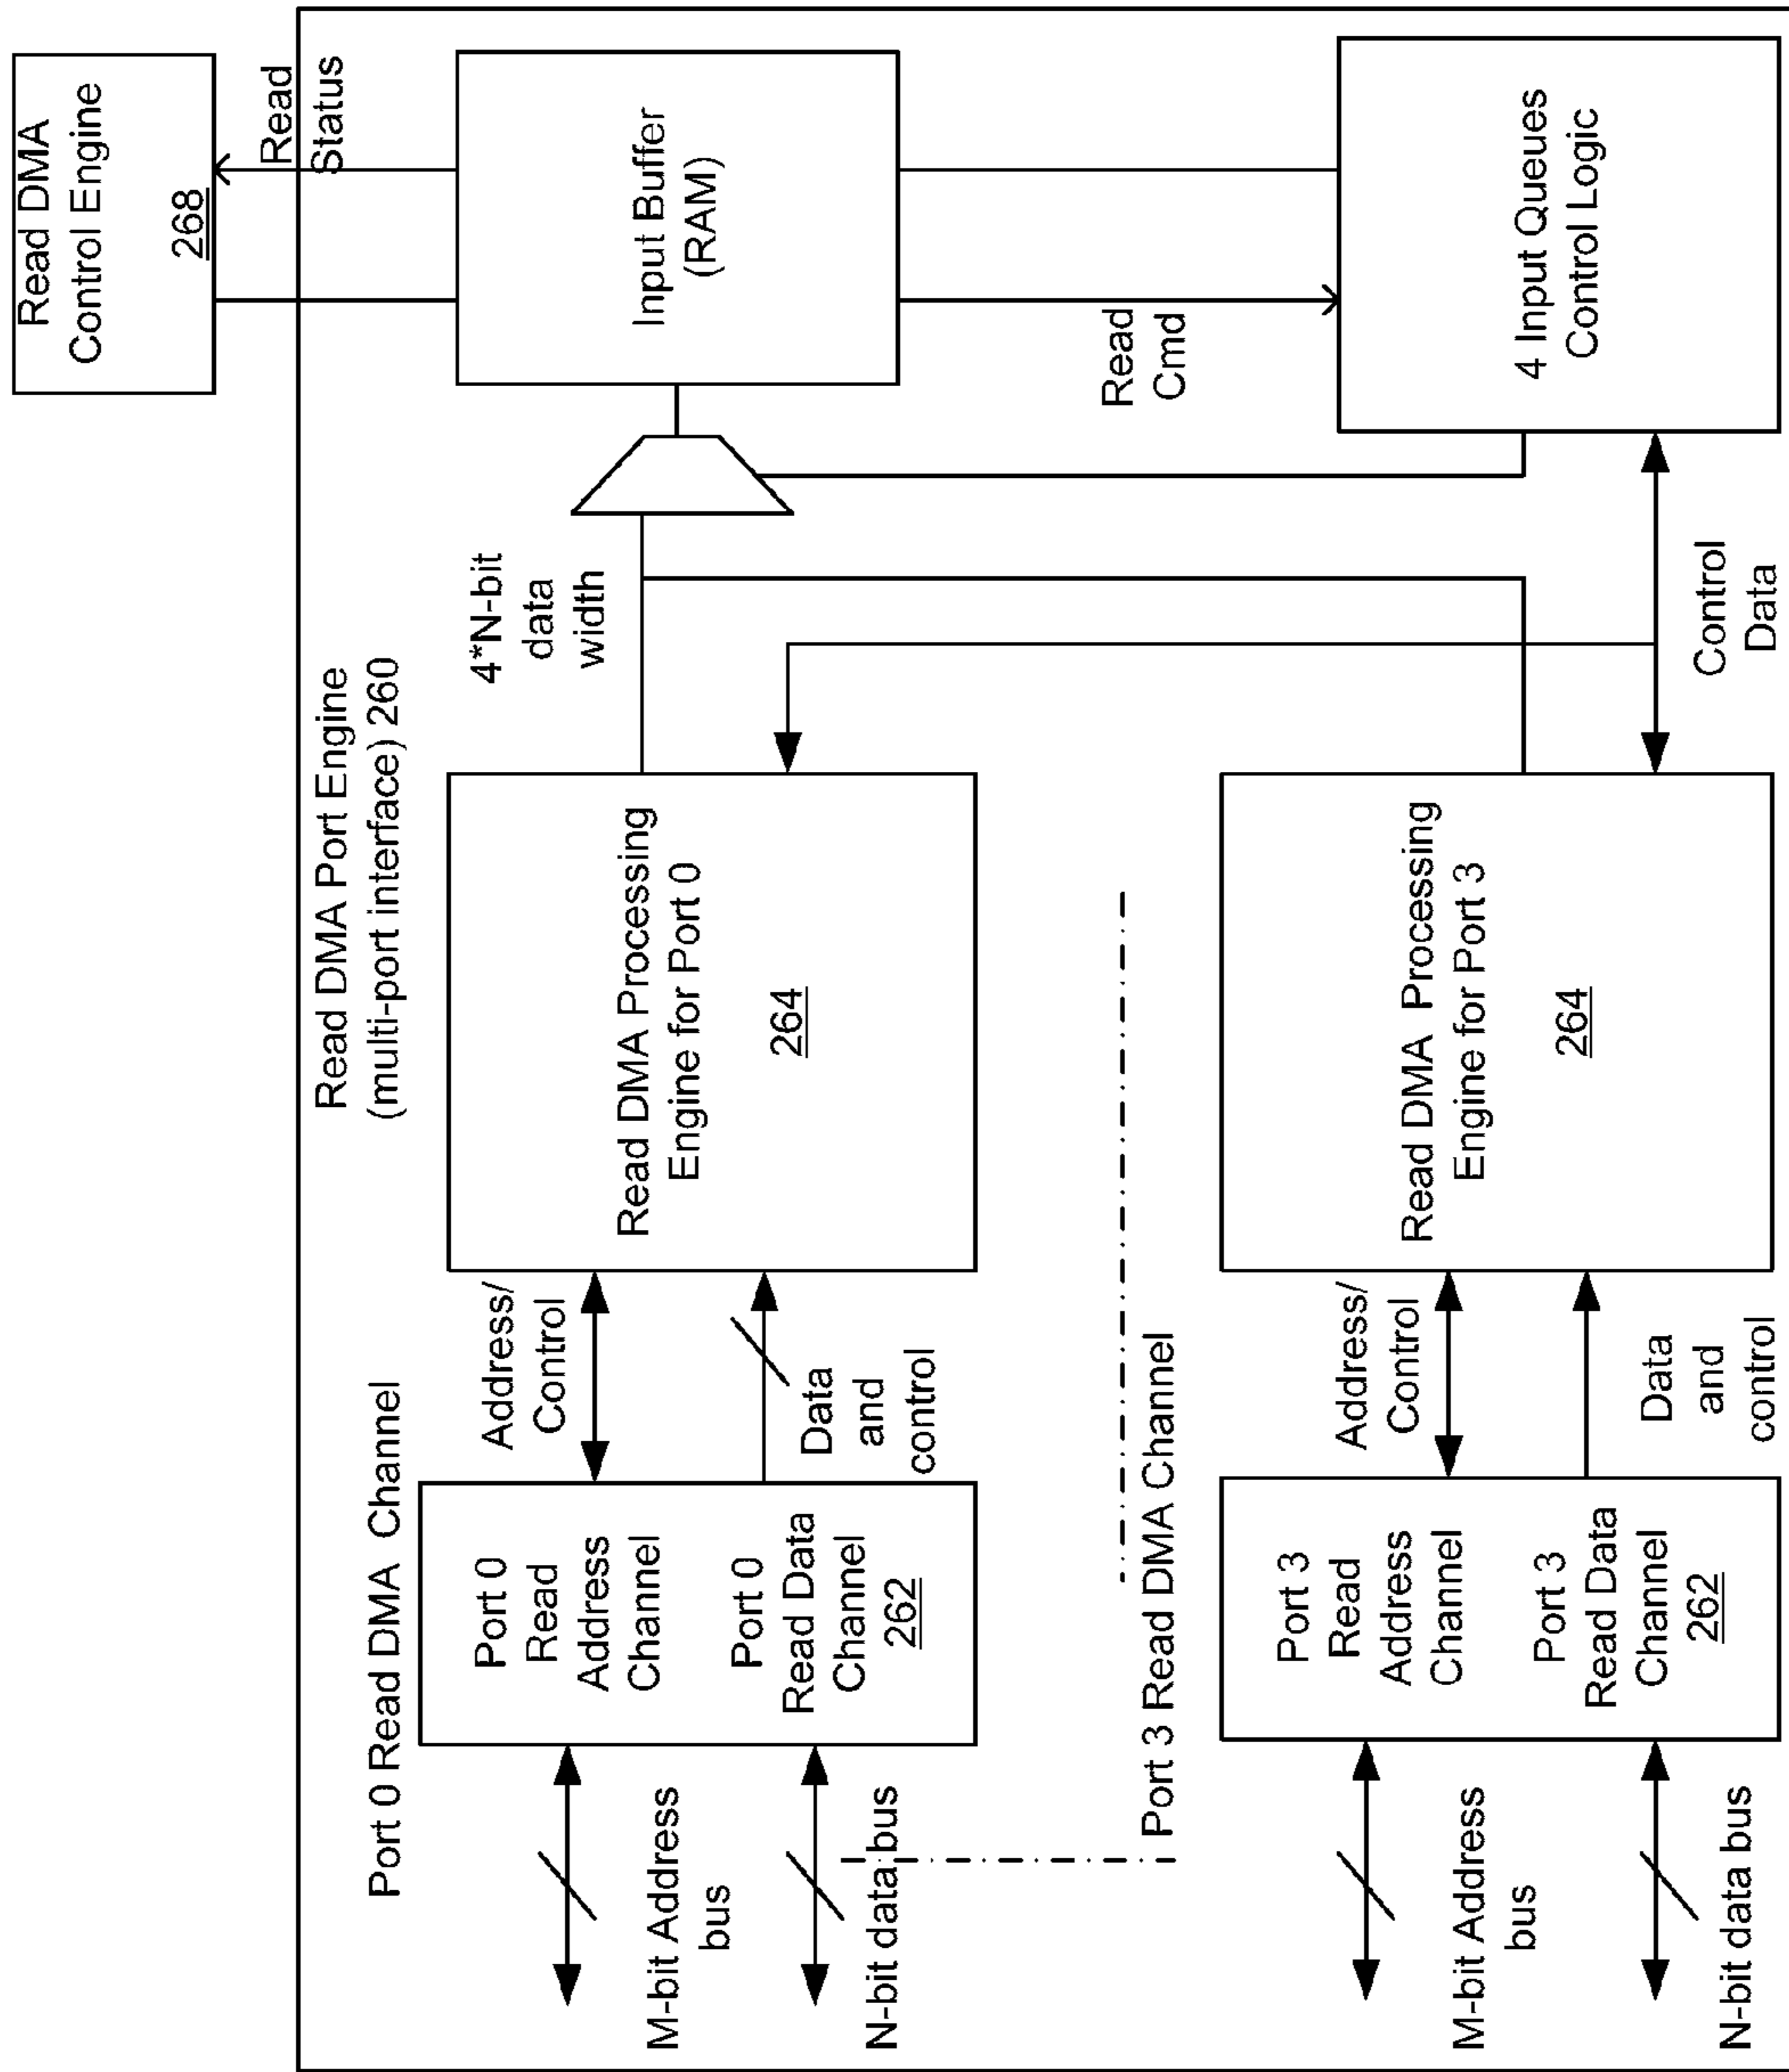 Read DMA
Control Engine
268
Read
Status
Read DMA Port Engine
(multi-port interface) 260
Port 0 Read DMA Channel
M-bit Address
bus
N-bit data bus
Port 0
Read
Address
Channel
Port 0
Read Data
Channel
262
Address/
Control
Data
and
control
Read DMA Processing
Engine for Port 0
264
4*N-bit
data
width
Input Buffer
(RAM)
Read
Cmd
Port 3 Read DMA Channel
M-bit Address
bus
N-bit data bus
Port 3
Read
Address
Channel
Port 3
Read Data
Channel
262
Address/
Control
Data
and
control
Read DMA Processing
Engine for Port 3
264
Control
Data
4 Input Queues
Control Logic